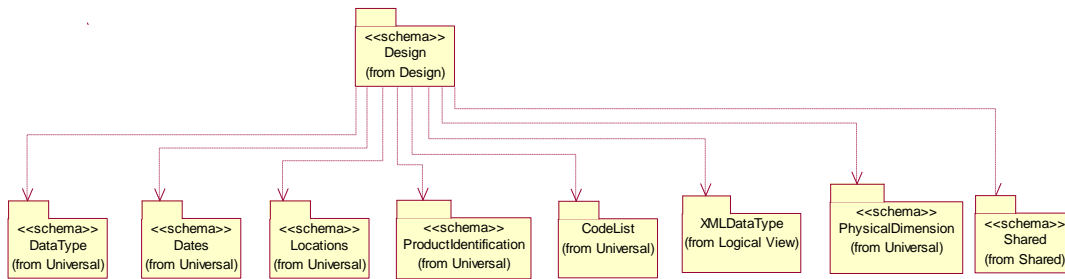 <<schema>>
Design
(from Design)
<<schema>>
DataType
(from Universal)
<<schema>>
Dates
(from Universal)
<<schema>>
Locations
(from Universal)
<<schema>>
ProductIdentification
(from Universal)
CodeList
(from Universal)
XMLDataType
(from Logical View)
<<schema>>
PhysicalDimension
(from Universal)
<<schema>>
Shared
(from Shared)